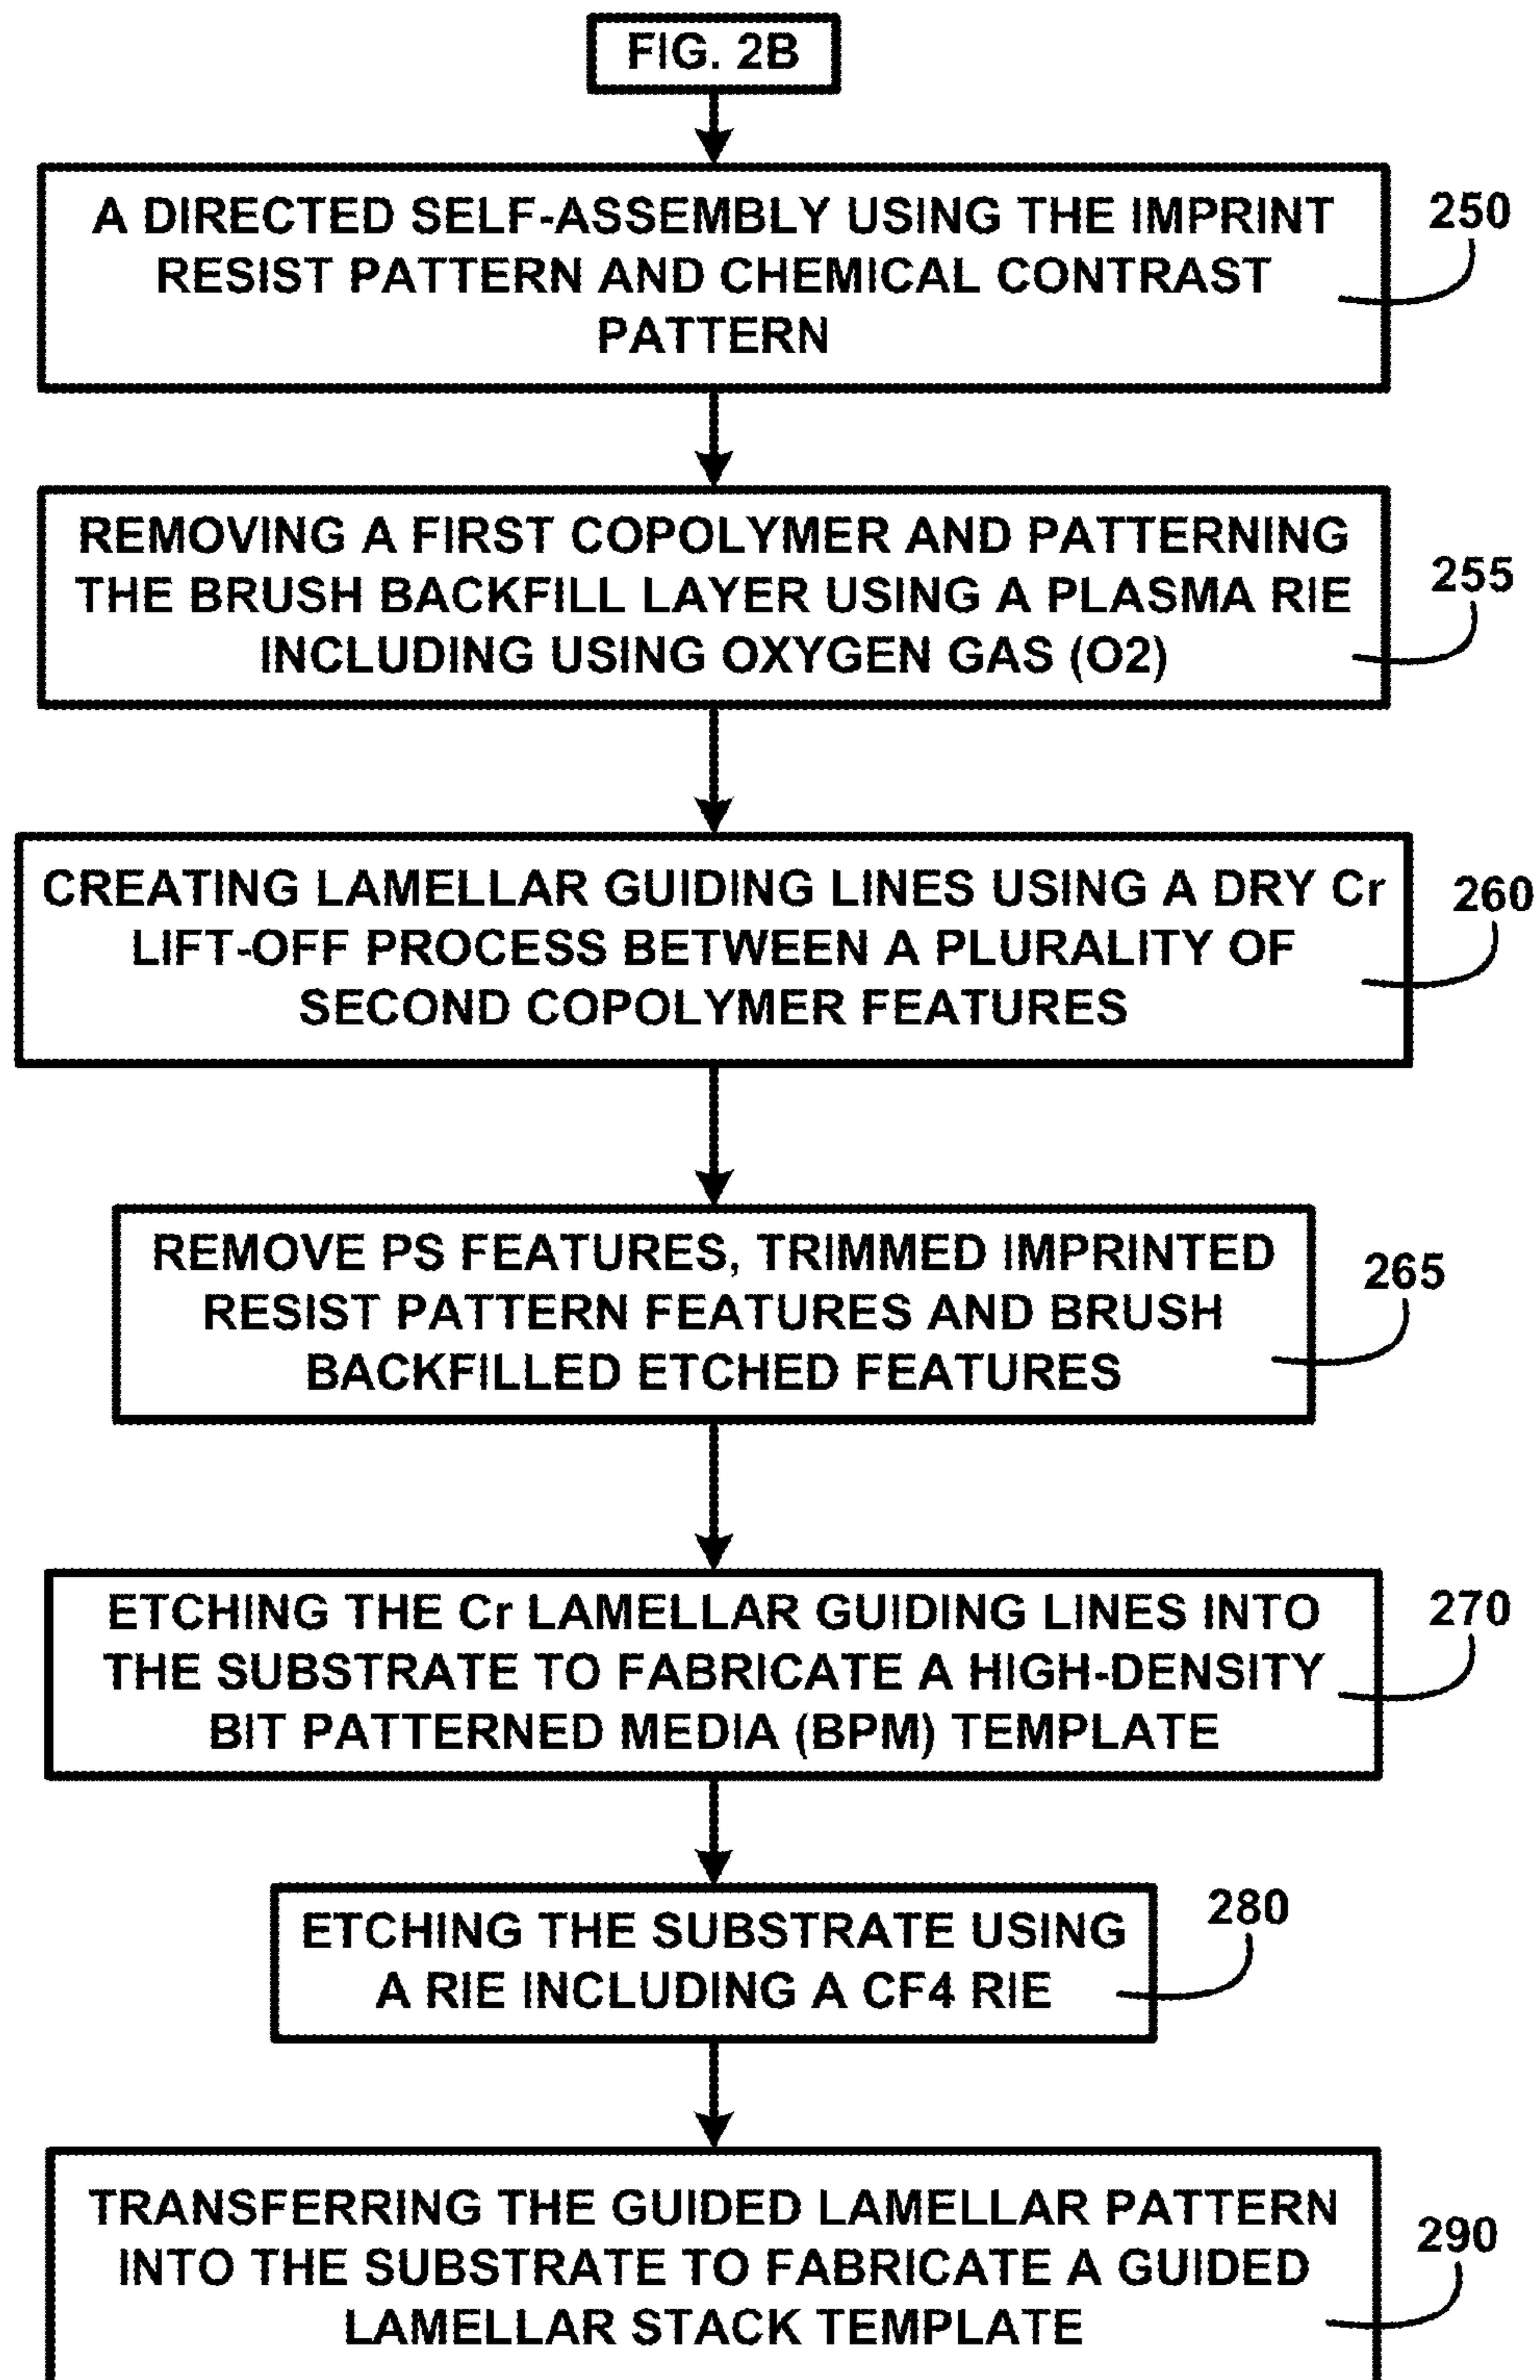 FIG. 2B
A DIRECTED SELF-ASSEMBLY USING THE IMPRINT
RESIST PATTERN AND CHEMICAL CONTRAST
PATTERN
250
REMOVING A FIRST COPOLYMER AND PATTERNING
THE BRUSH BACKFILL LAYER USING A PLASMA RIE
INCLUDING USING OXYGEN GAS (O2)
255
CREATING LAMELLAR GUIDING LINES USING A DRY Cr
LIFT-OFF PROCESS BETWEEN A PLURALITY OF
SECOND COPOLYMER FEATURES
260
REMOVE PS FEATURES, TRIMMED IMPRINTED
RESIST PATTERN FEATURES AND BRUSH
BACKFILLED ETCHED FEATURES
265
ETCHING THE Cr LAMELLAR GUIDING LINES INTO
THE SUBSTRATE TO FABRICATE A HIGH-DENSITY
BIT PATTERNED MEDIA (BPM) TEMPLATE
270
ETCHING THE SUBSTRATE USING
A RIE INCLUDING A CF4 RIE
280
TRANSFERRING THE GUIDED LAMELLAR PATTERN
INTO THE SUBSTRATE TO FABRICATE A GUIDED
LAMELLAR STACK TEMPLATE
290